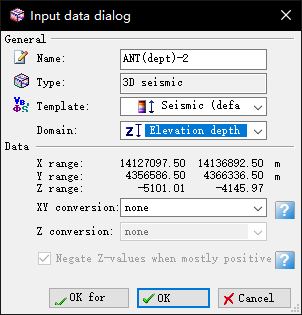 Input data dialog
General
Name: ANT(dept)-2
Type: 3D seismic
Template: Seismic (defa
Domain: Elevation depth
Data
X range: 14127097.50 14136892.50 m
Y range: 4356586.50 4366336.50 m
Z range: -5101.01 -4145.97
XY conversion: none
Z conversion: none
Negate Z-values when mostly positive
OK for OK Cancel